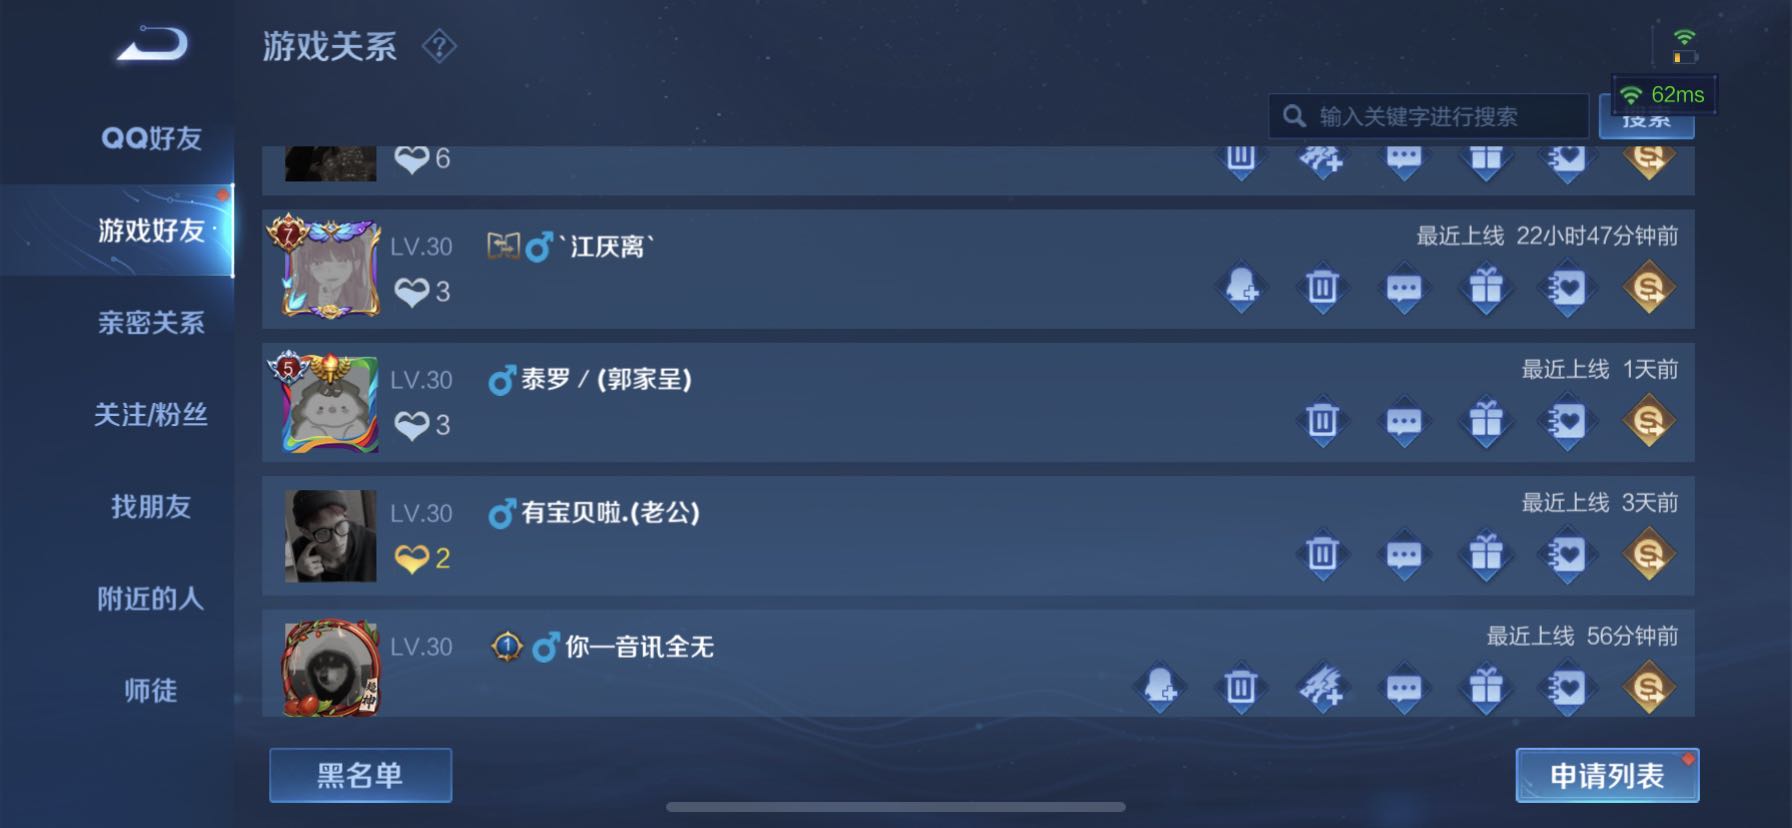 游戏关系 ?
62ms
输入关键字进行搜索
搜索
QQ好友
游戏好友
亲密关系
关注/粉丝
找朋友
附近的人
师徒
6
7
LV.30
`江厌离`
最近上线 22小时47分钟前
3
5
LV.30
泰罗 / (郭家呈)
最近上线 1天前
3
LV.30
有宝贝啦.(老公)
最近上线 3天前
2
LV.30
1
你一音讯全无
最近上线 56分钟前
黑名单
申请列表